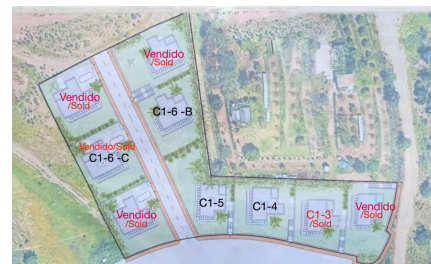 Vendido
/Sold
Vendido
/Sold
C1-6 -B
Vendido/Sold
C1-6 -C
Vendido
/Sold
C1-5
C1-4
C1-3
/Sold
Vendido
/Sold